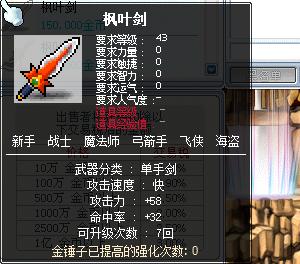 枫叶剑
150,000金
要求等级： 43
要求力量： 0
要求敏捷： 0
要求智力： 0
要求运气： 0
要求人气度： -
道具等级
道具经验值
出售者
新手 战士 魔法师 弓箭手 飞侠 海盗
武器分类 : 单手剑
攻击速度 : 快
攻击力 : +58
命中率 : +32
可升级次数 : 7回
金锤子已提高的强化次数: 0
10万
100万
500万
1000万
2500万
1亿